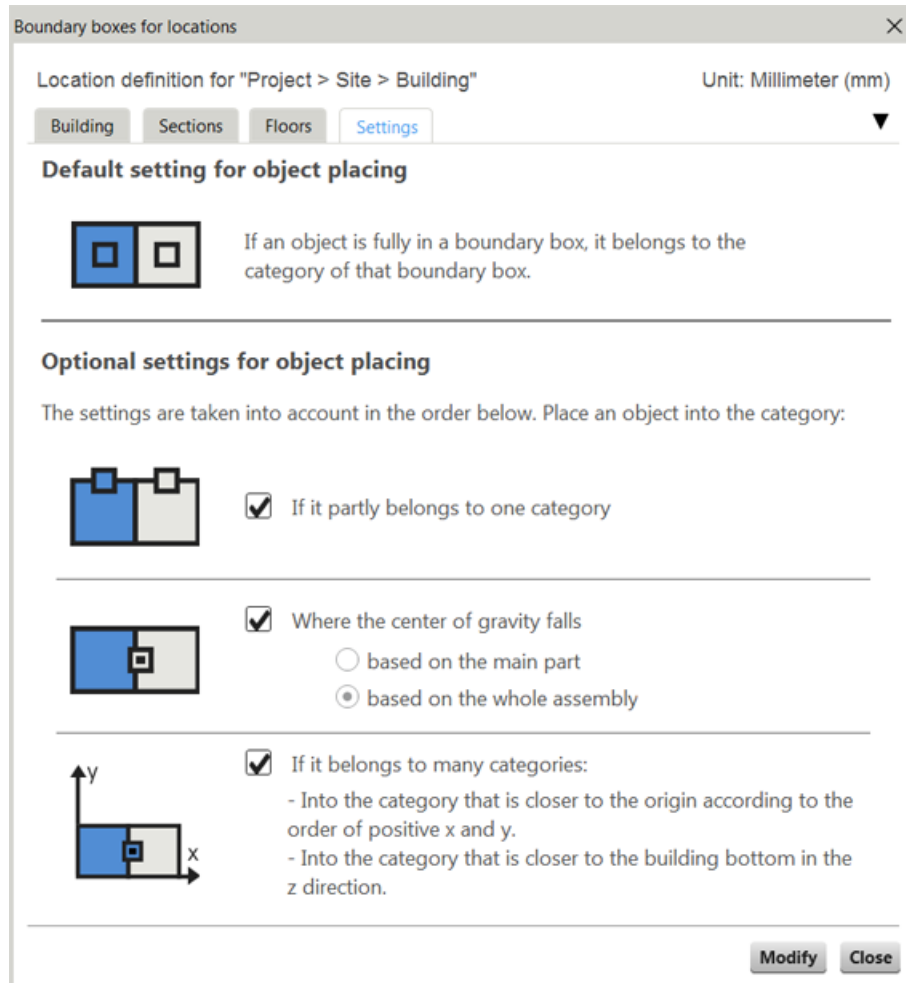 Boundary boxes for locations
Location definition for "Project > Site > Building" Unit: Millimeter (mm)
Building Sections Floors Settings
Default setting for object placing
If an object is fully in a boundary box, it belongs to the
category of that boundary box.
Optional settings for object placing
The settings are taken into account in the order below. Place an object into the category:
If it partly belongs to one category
Where the center of gravity falls
based on the main part
based on the whole assembly
y
x
If it belongs to many categories:
- Into the category that is closer to the origin according to the
order of positive x and y.
- Into the category that is closer to the building bottom in the
z direction.
Modify Close